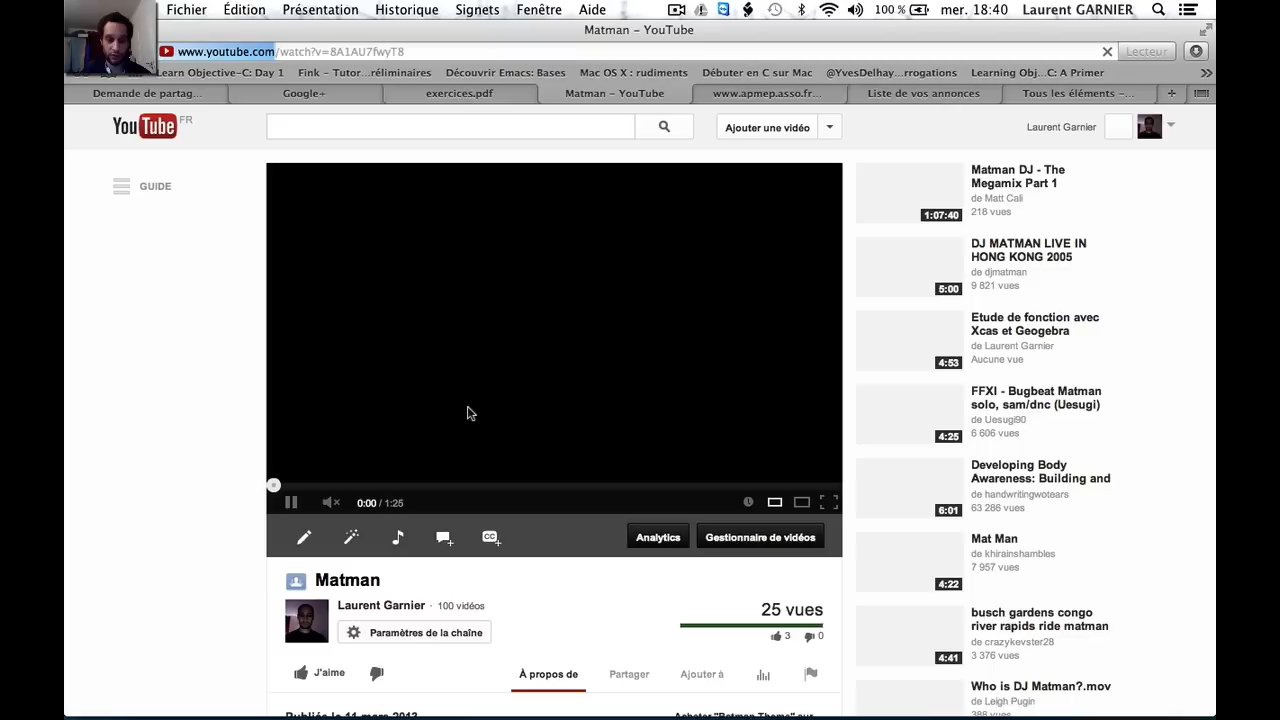 Fichier Édition Présentation Historique Signets Fenêtre Aide 100 % mer. 18:40 Laurent GARNIER
Matman – YouTube
www.youtube.com/watch?v=8A1AU7fwyT8 Lecteur
Learn Objective-C: Day 1 Fink - Tutor...réliminaires Découvrir Emacs: Bases Mac OS X : rudiments Débuter en C sur Mac @YvesDelhay...rrogations Learning Obj...C: A Primer
Demande de partag... Google+ exercices.pdf Matman – YouTube www.apmep.asso.fr... Liste de vos annonces Tous les éléments –...
YouTube FR Ajouter une vidéo Laurent Garnier
GUIDE
0:00 / 1:25
CC
Analytics Gestionnaire de vidéos
Matman
Laurent Garnier · 100 vidéos
Paramètres de la chaîne
25 vues
3 0
J'aime
À propos de Partager Ajouter à
Publiée le 11 mars 2013
Acheter "Batman Theme" sur
Matman DJ - The
Megamix Part 1
de Matt Cali
218 vues
1:07:40
DJ MATMAN LIVE IN
HONG KONG 2005
de djmatman
9 821 vues
5:00
Etude de fonction avec
Xcas et Geogebra
de Laurent Garnier
Aucune vue
4:53
FFXI - Bugbeat Matman
solo, sam/dnc (Uesugi)
de Uesugi90
6 606 vues
4:25
Developing Body
Awareness: Building and
de handwritingwotears
63 286 vues
6:01
Mat Man
de khirainshambles
7 957 vues
4:22
busch gardens congo
river rapids ride matman
de crazykevster28
3 376 vues
4:41
Who is DJ Matman?.mov
de Leigh Pugin
388 vues